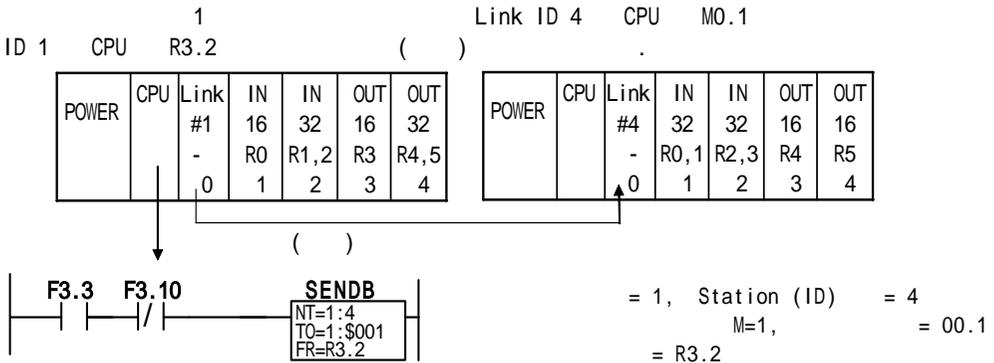 1 Link ID 4 CPU M0.1
ID 1 CPU R3.2 ( ) .
POWER CPU Link IN IN OUT OUT
#1 16 32 16 32
- R0 R1,2 R3 R4,5
0 1 2 3 4
POWER CPU Link IN IN OUT OUT
#4 32 32 16 16
- R0,1 R2,3 R4 R5
0 1 2 3 4
( )
F3.3 F3.10 SENDB
NT=1:4
TO=1:$001
FR=R3.2
= 1, Station (ID) = 4
M=1, = 00.1
= R3.2